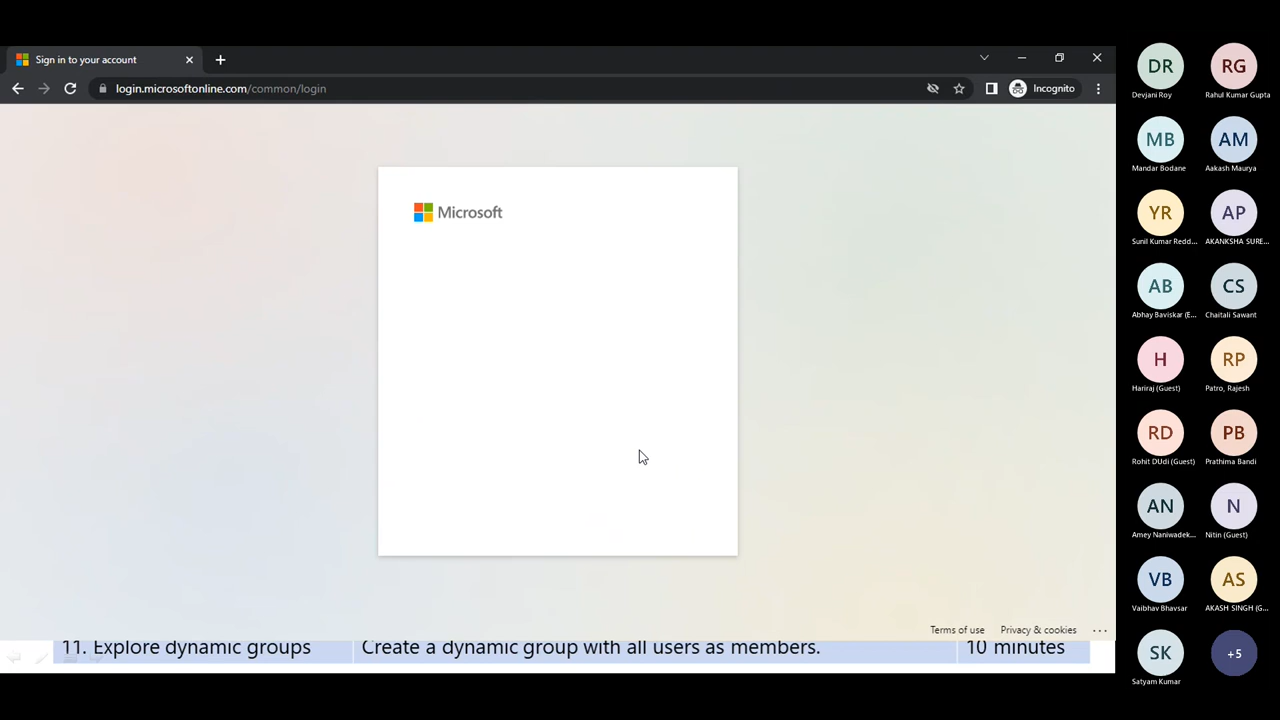 Sign in to your account
login.microsoftonline.com/common/login
Incognito
Microsoft
Terms of use
Privacy & cookies
11. Explore dynamic groups
Create a dynamic group with all users as members.
10 minutes
DR
RG
Devjani Roy
Rahul Kumar Gupta
MB
AM
Mandar Bodane
Aakash Maurya
YR
AP
Sunil Kumar Redd...
AKANKSHA SURE...
AB
CS
Abhay Baviskar (E...
Chaitali Sawant
H
RP
Hariraj (Guest)
Patro, Rajesh
RD
PB
Rohit DUdi (Guest)
Prathima Bandi
AN
N
Amey Naniwadek...
Nitin (Guest)
VB
AS
Vaibhav Bhavsar
AKASH SINGH (G...
SK
+5
Satyam Kumar